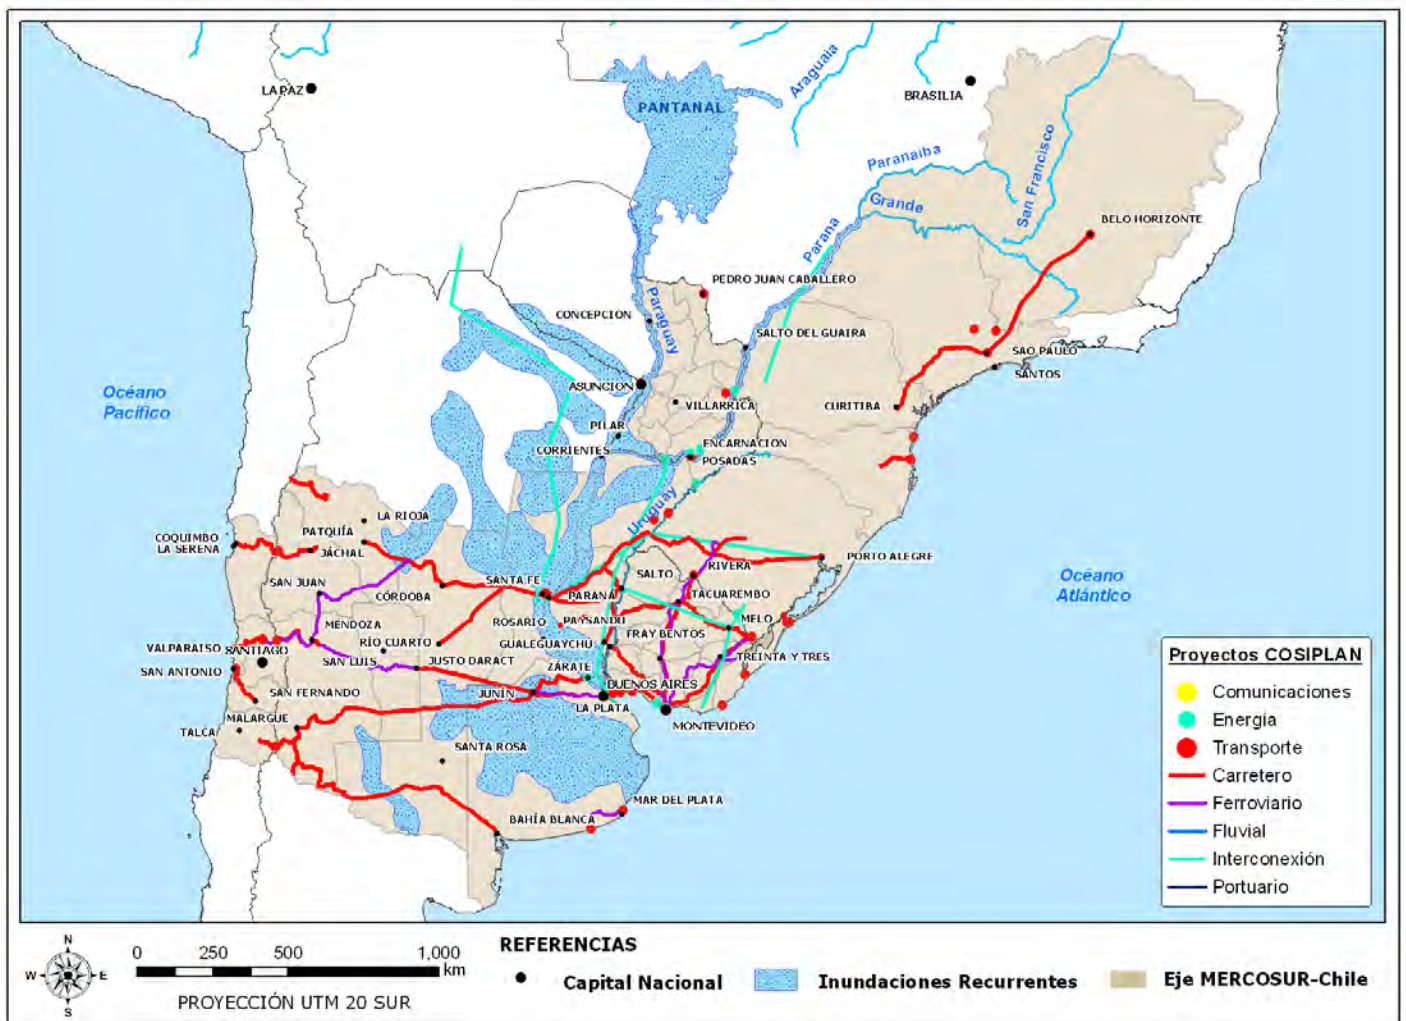 LA PAZ
BRASILIA
PANTANAL
Araguaia
Paranaiba
Grande
San Francisco
BELO HORIZONTE
Parana
PEDRO JUAN CABALLERO
CONCEPCION
Paraguay
SALTO DEL GUAIRA
SAO PAULO
SANTOS
ASUNCION
VILLARRICA
CURITIBA
Océano
Pacífico
PILAR
CORRIENTES
ENCARNACION
POSADAS
Uruguay
LA RIOJA
PATQUÍA
COQUIMBO
LA SERENA
JÁCHAL
PORTO ALEGRE
RIVERA
SALTO
SANTA FE
SAN JUAN
CÓRDOBA
PARANA
TACUAREMBO
Océano
Atlántico
ROSARIO
PAYSANDU
MELO
MENDOZA
RÍO CUARTO
FRAY BENTOS
GUALEGUAYCHU
VALPARAISO
SANTIAGO
SAN LUIS
JUSTO DARACT
ZÁRATE
TREINTA Y TRES
SAN ANTONIO
SAN FERNANDO
JUNÍN
BUENOS AIRES
LA PLATA
MONTEVIDEO
MALARGUE
TALCA
SANTA ROSA
MAR DEL PLATA
BAHÍA BLANCA
Proyectos COSIPLAN
Comunicaciones
Energía
Transporte
Carretero
Ferroviario
Fluvial
Interconexión
Portuario
N
W E
S
0 250 500 1,000
km
PROYECCIÓN UTM 20 SUR
REFERENCIAS
Capital Nacional
Inundaciones Recurrentes
Eje MERCOSUR-Chile